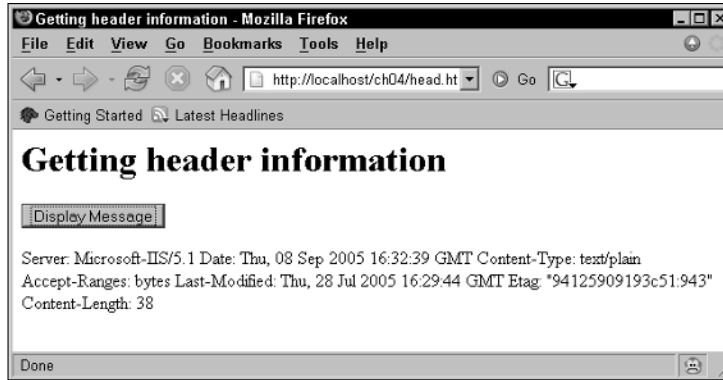 Getting header information - Mozilla Firefox
File Edit View Go Bookmarks Tools Help
http://localhost/ch04/head.ht Go G
Getting Started Latest Headlines
Getting header information
Display Message
Server: Microsoft-IIS/5.1 Date: Thu, 08 Sep 2005 16:32:39 GMT Content-Type: text/plain
Accept-Ranges: bytes Last-Modified: Thu, 28 Jul 2005 16:29:44 GMT Etag: "94125909193c51:943"
Content-Length: 38
Done